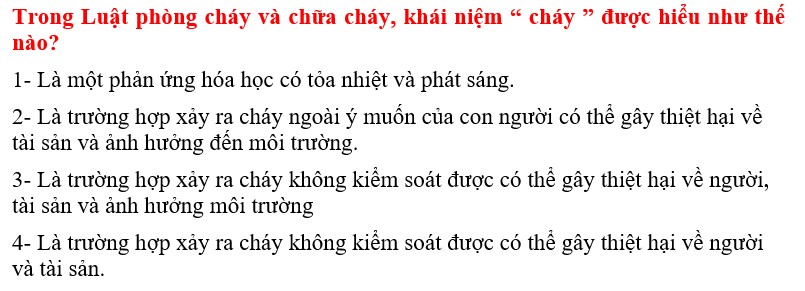 Trong Luật phòng cháy và chữa cháy, khái niệm “ cháy ” được hiểu như thế
nào?
1- Là một phản ứng hóa học có tỏa nhiệt và phát sáng.
2- Là trường hợp xảy ra cháy ngoài ý muốn của con người có thể gây thiệt hại về
tài sản và ảnh hưởng đến môi trường.
3- Là trường hợp xảy ra cháy không kiểm soát được có thể gây thiệt hại về người,
tài sản và ảnh hưởng môi trường
4- Là trường hợp xảy ra cháy không kiểm soát được có thể gây thiệt hại về người
và tài sản.